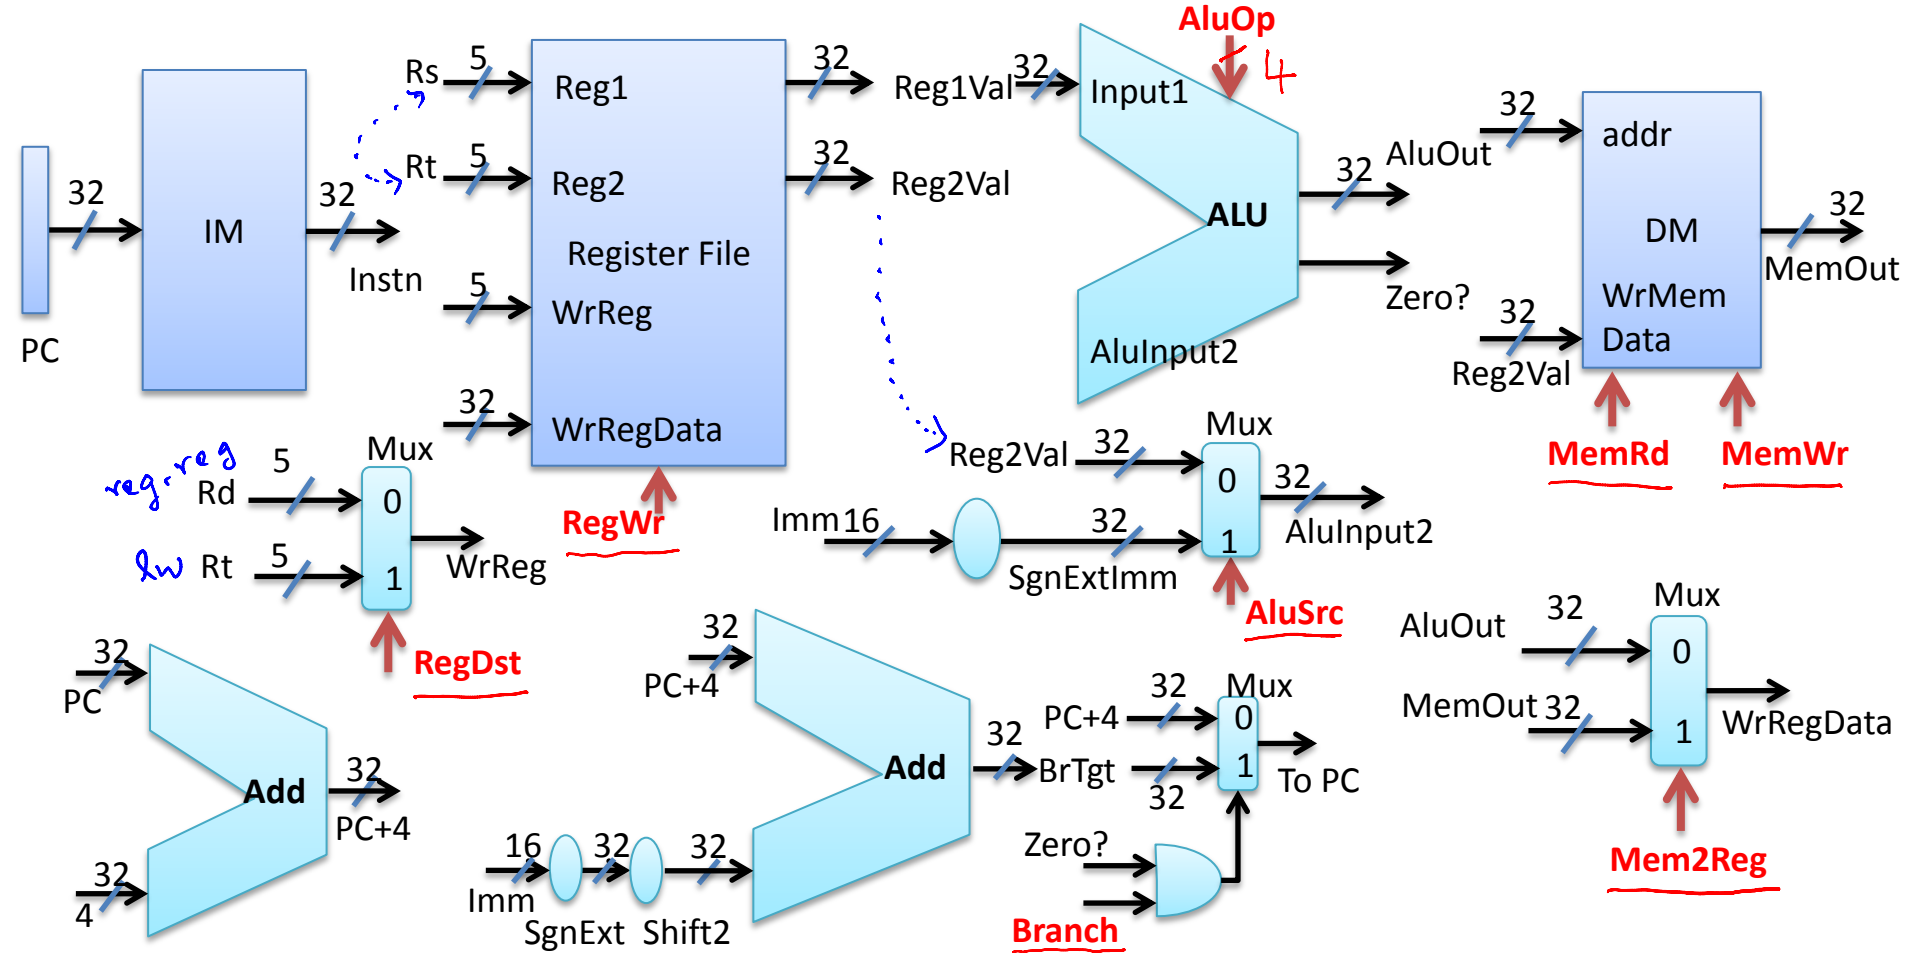 AluOp
4
32
IM
32
Instn
PC
Rs
5
Reg1
Rt
5
Reg2
Register File
5
WrReg
32
WrRegData
RegWr
32
Reg1Val
32
Reg2Val
32
Input1
ALU
AluInput2
32
AluOut
Zero?
32
addr
DM
WrMem
Data
32
Reg2Val
32
MemOut
MemRd
MemWr
reg-reg
Rd
5
lw
Rt
5
Mux
0
1
WrReg
RegDst
Reg2Val
32
Imm
16
32
SgnExtImm
Mux
0
1
32
AluInput2
AluSrc
32
PC
32
4
Add
32
PC+4
32
PC+4
16
Imm
SgnExt
32
Shift2
32
Add
32
BrTgt
PC+4
32
32
Mux
0
1
To PC
Zero?
Branch
AluOut
32
MemOut
32
Mux
0
1
WrRegData
Mem2Reg